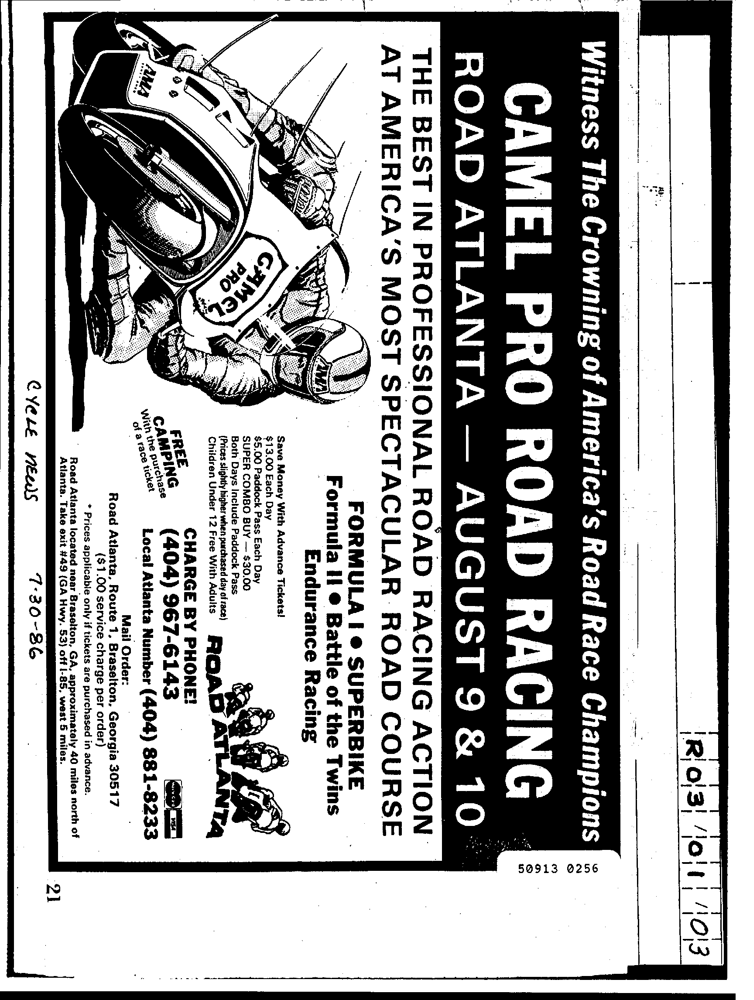 Witness The Crowning of America's Road Race Champions
CAMEL PRO ROAD RACING
ROAD ATLANTA — AUGUST 9 & 10
THE BEST IN PROFESSIONAL ROAD RACING ACTION
AT AMERICA'S MOST SPECTACULAR ROAD COURSE
FORMULA I ● SUPERBIKE
Formula II ● Battle of the Twins
Endurance Racing
Save Money With Advance Tickets!
$13.00 Each Day
$5.00 Paddock Pass Each Day
SUPER COMBO BUY — $30.00
Both Days Include Paddock Pass
(Prices slightly higher when purchased day of race)
Children Under 12 Free With Adults
ROAD ATLANTA
FREE
CAMPING
With the purchase
of a race ticket
CHARGE BY PHONE!
(404) 967-6143
Local Atlanta Number (404) 881-8233
Mail Order:
Road Atlanta, Route 1, Braselton, Georgia 30517
($1.00 service charge per order)
* Prices applicable only if tickets are purchased in advance.
Road Atlanta located near Braselton, GA, approximately 40 miles north of
Atlanta. Take exit #49 (GA Hwy. 53) off I-85, west 5 miles.
CAMEL
PRO
AMA
AMA
CYCLE NEWS 7-30-86
21
50913 0256
R03 01 03